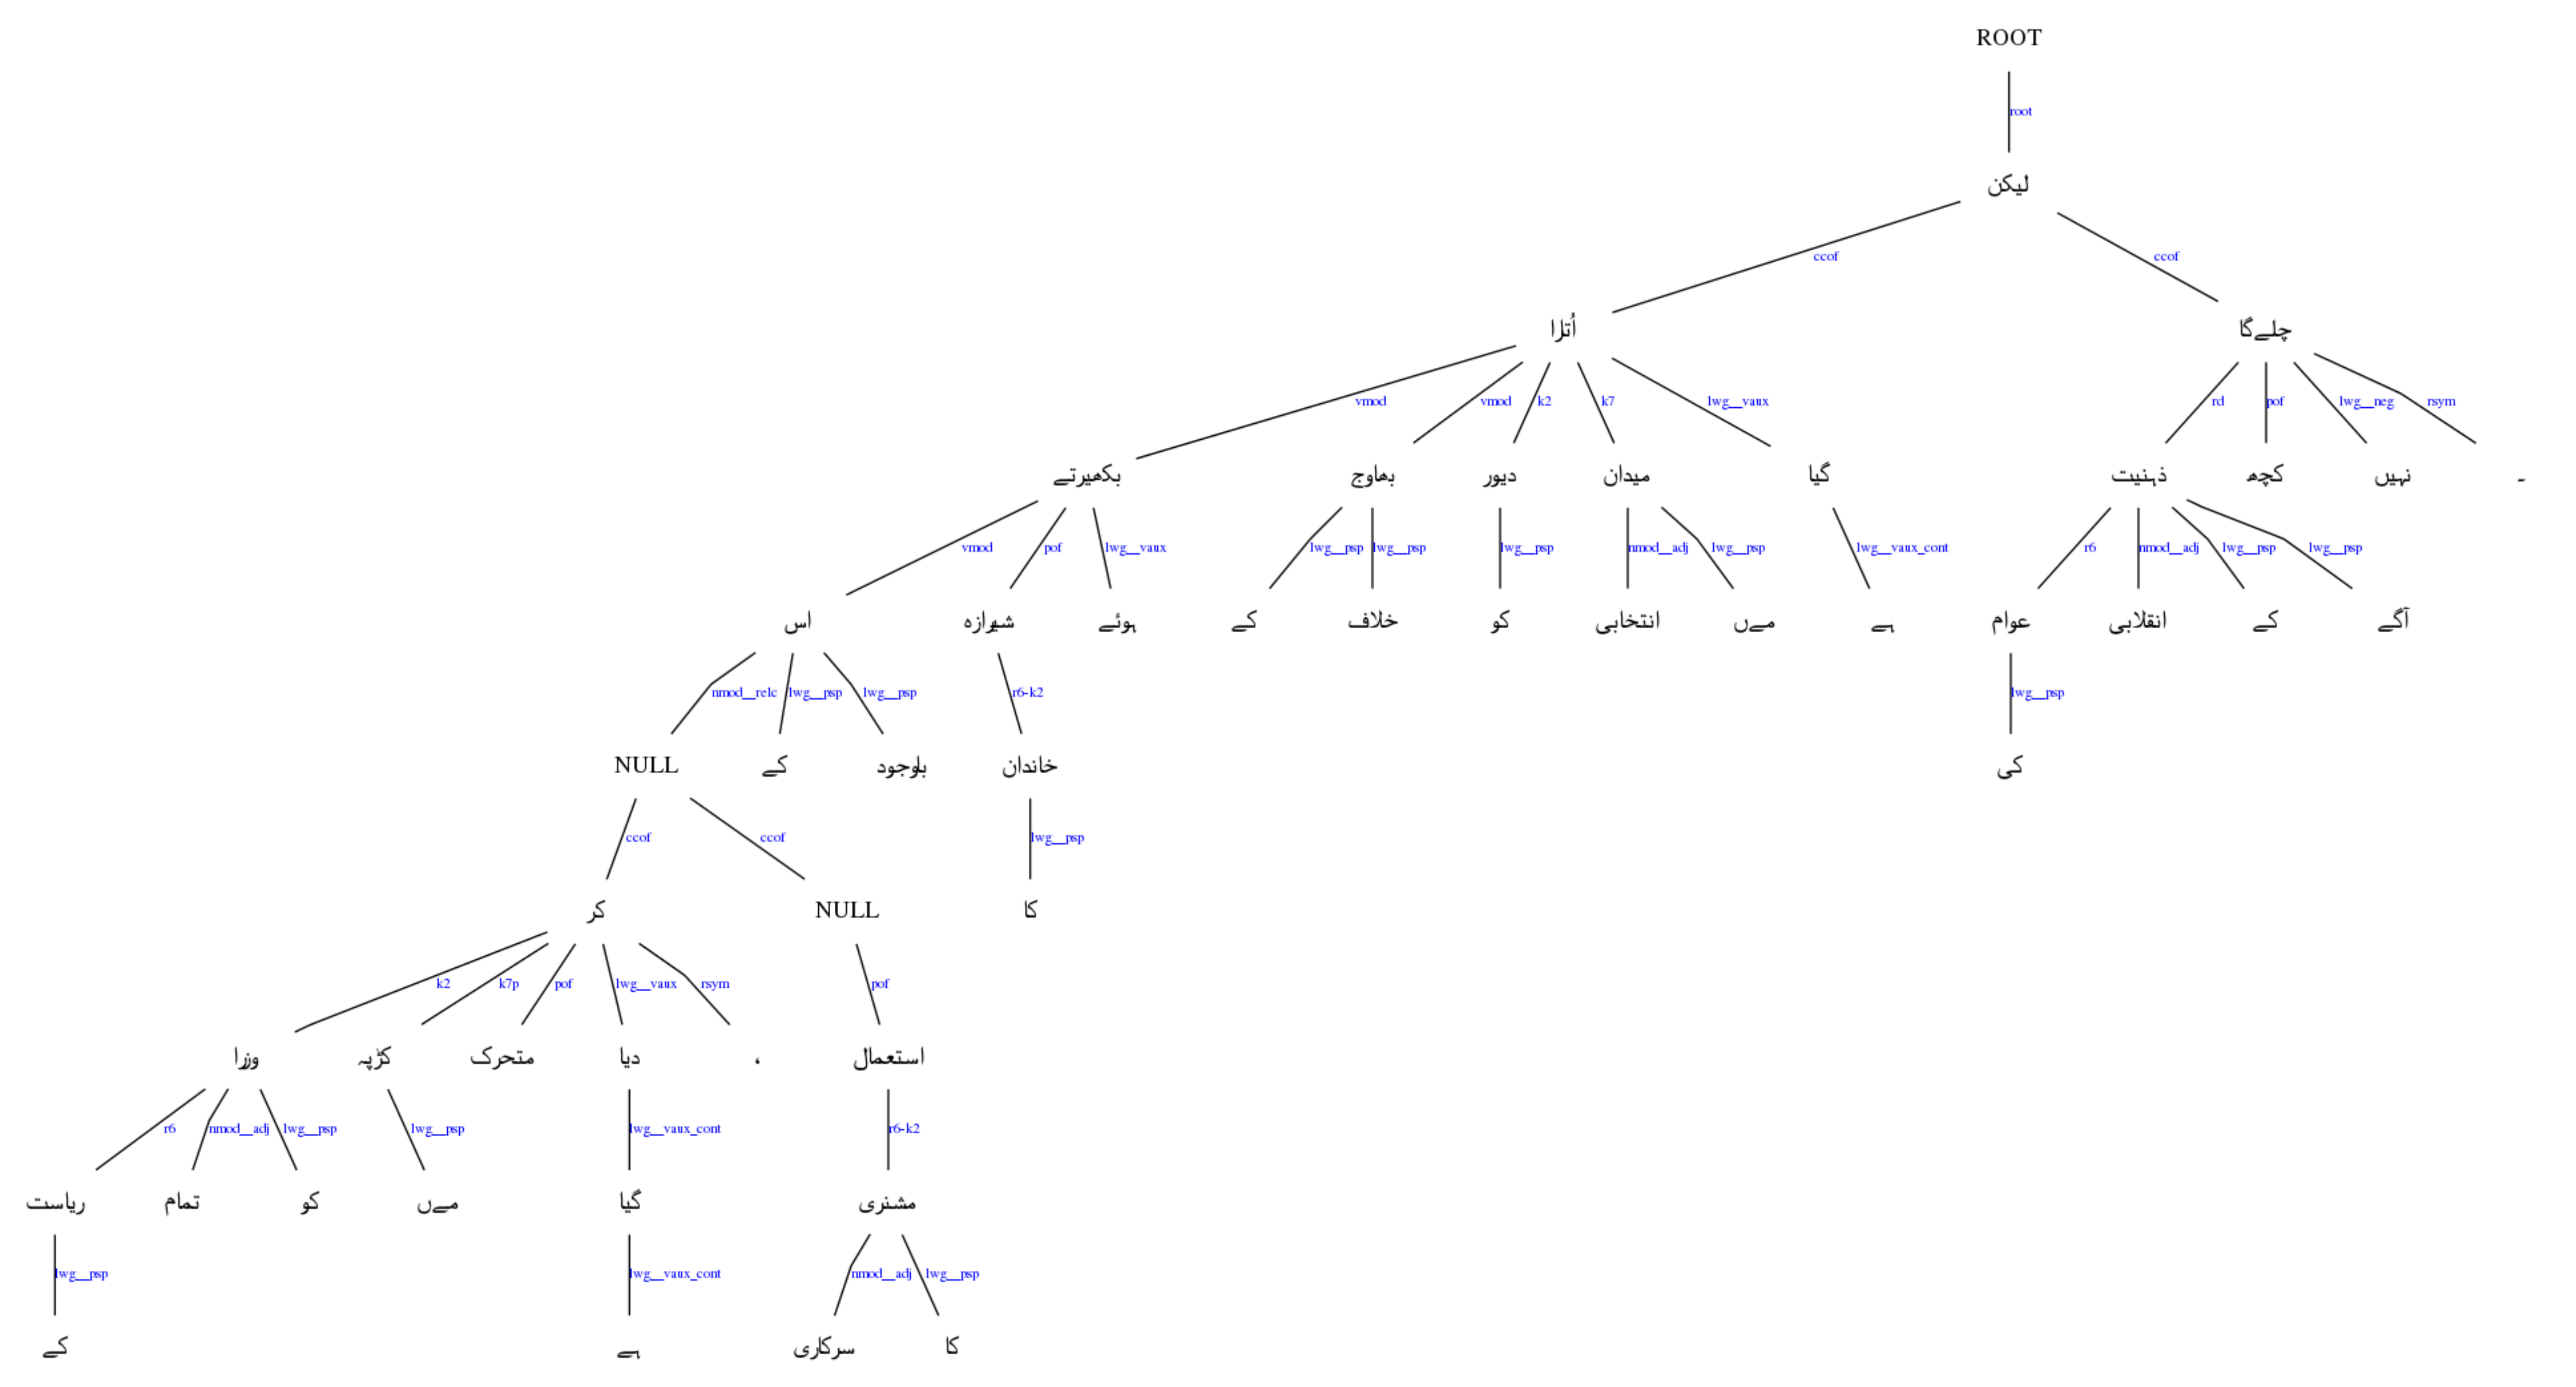 ROOT
root
لیکن
ccof ccof
اُتارا چلےگا
vmod vmod k2 k7 lwg__vaux rd pof lwg__neg rsym
بکھیرتے بھاوج دیور میدان گیا ذہنیت کچھ نہیں ۔
vmod pof lwg__vaux lwg__psp lwg__psp lwg__psp nmod__adj lwg__psp lwg__vaux_cont r6 nmod__adj lwg__psp lwg__psp
اس شیرازہ ہوئے کے خلاف کو انتخابی مےں ہے عوام انقلابی کے آگے
nmod__relc lwg__psp lwg__psp r6-k2 lwg__psp
NULL کے باوجود خاندان کی
ccof ccof lwg__psp
کر NULL کا
k2 k7p pof lwg__vaux rsym pof
وزرا کڑپہ متحرک دیا ، استعمال
r6 nmod__adj lwg__psp lwg__psp lwg__vaux_cont r6-k2
ریاست تمام کو مےں گیا مشنری
lwg__psp lwg__vaux_cont nmod__adj lwg__psp
کے ہے سرکاری کا